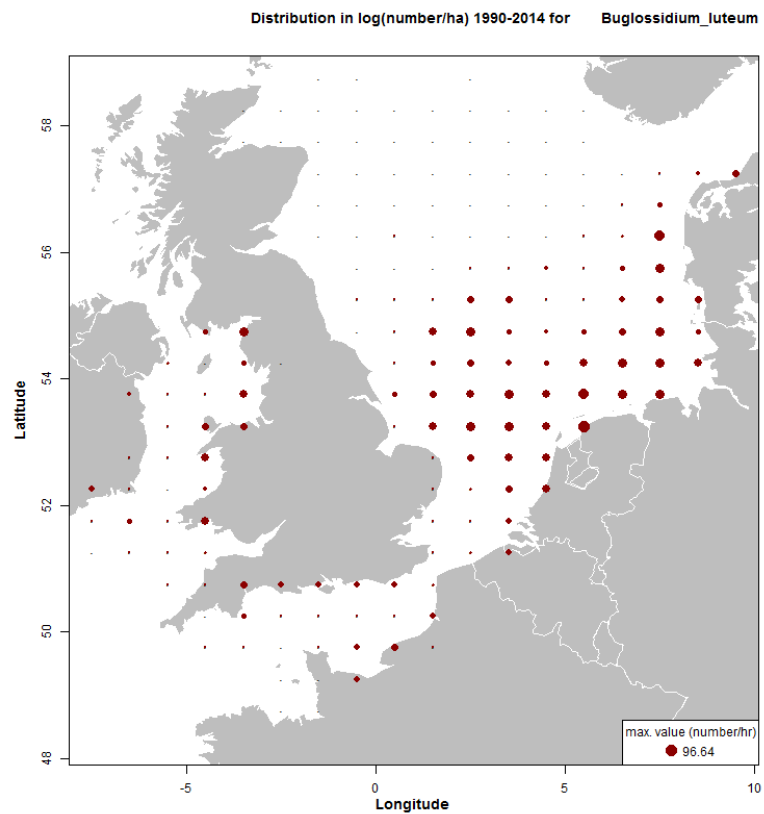 Distribution in log(number/ha) 1990-2014 for Buglossidium_luteum
58
56
54
52
50
48
Latitude
max. value (number/hr)
96.64
-5 0 5 10
Longitude